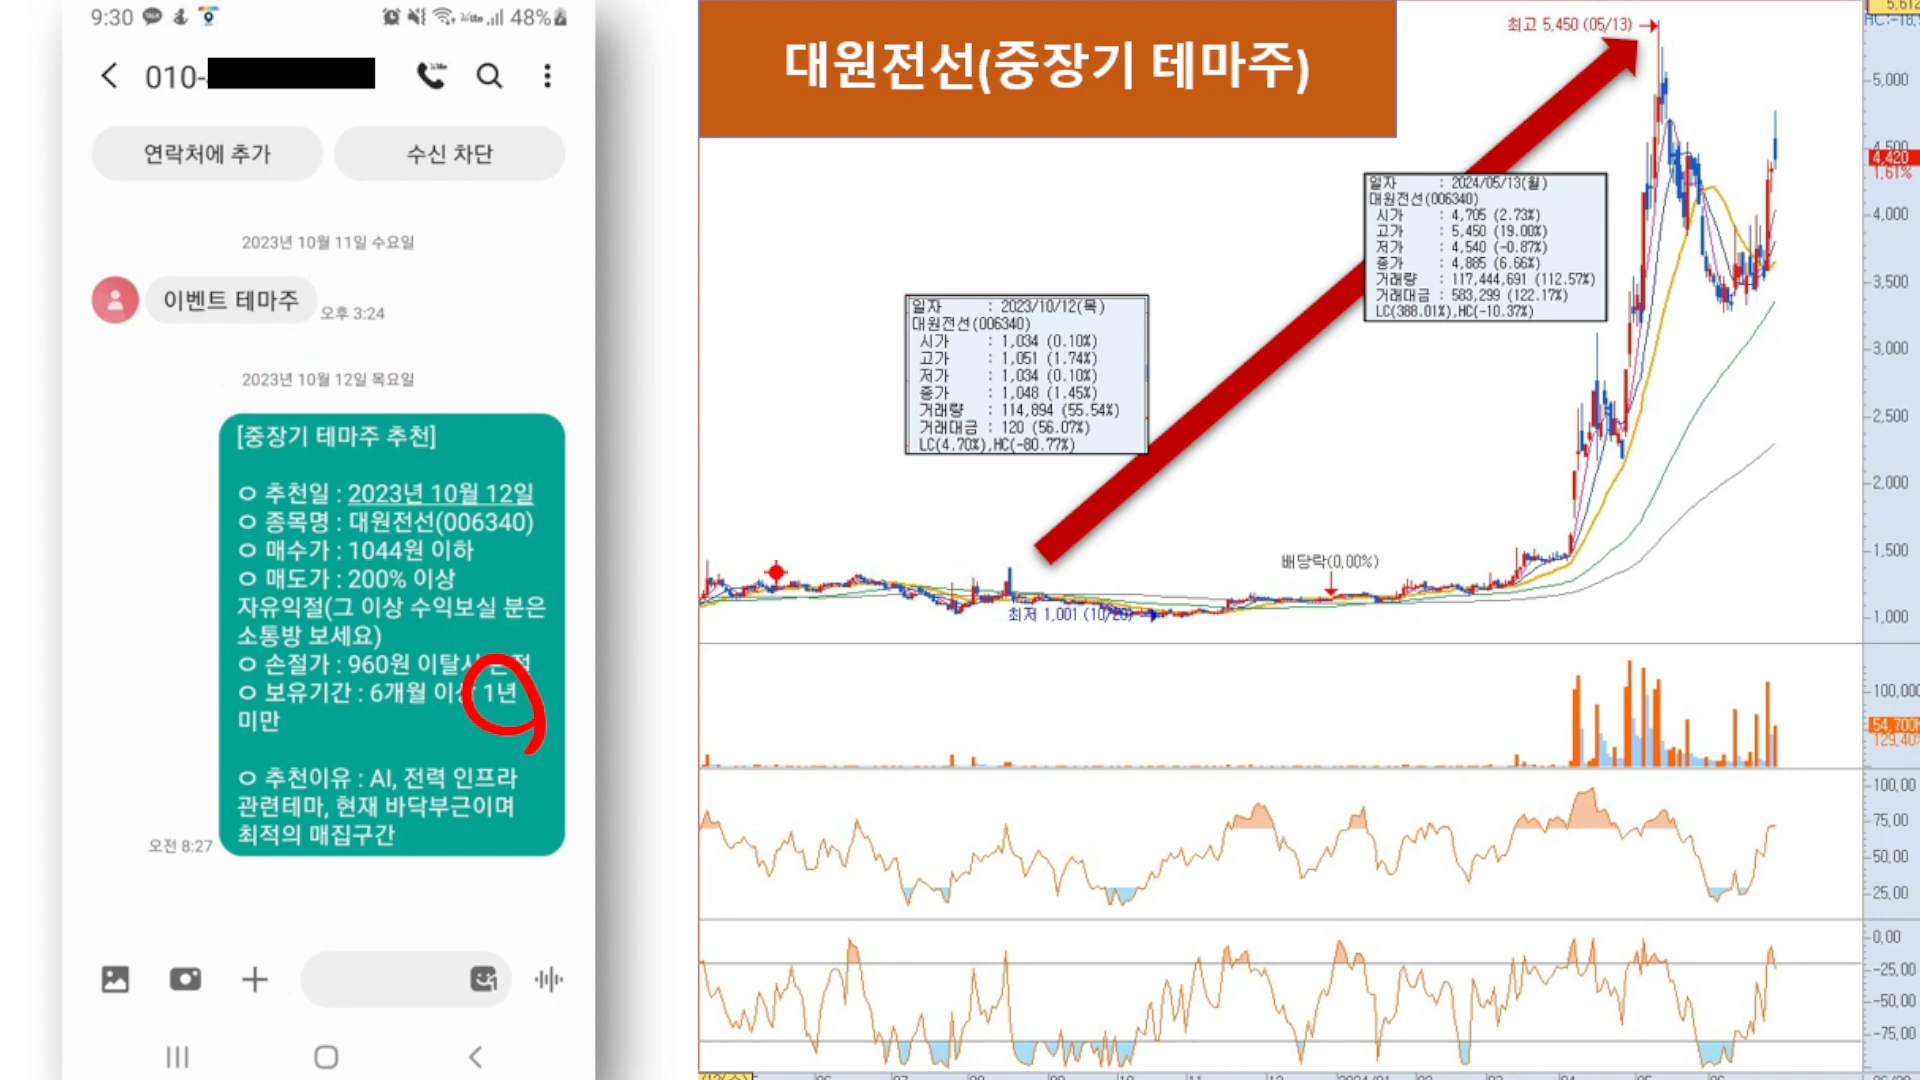 9:30
48%
010-
연락처에 추가
수신 차단
2023년 10월 11일 수요일
이벤트 테마주
오후 3:24
2023년 10월 12일 목요일
[중장기 테마주 추천]
ㅇ 추천일 : 2023년 10월 12일
ㅇ 종목명 : 대원전선(006340)
ㅇ 매수가 : 1044원 이하
ㅇ 매도가 : 200% 이상
자유익절(그 이상 수익보실 분은
소통방 보세요)
ㅇ 손절가 : 960원 이탈시 손절
ㅇ 보유기간 : 6개월 이상 1년
미만
ㅇ 추천이유 : AI, 전력 인프라
관련테마, 현재 바닥부근이며
최적의 매집구간
오전 8:27
대원전선(중장기 테마주)
최고 5,450 (05/13)
일자 : 2024/05/13(월)
대원전선(006340)
시가 : 4,705 (2.73%)
고가 : 5,450 (19.00%)
저가 : 4,540 (-0.87%)
종가 : 4,885 (6.66%)
거래량 : 117,444,691 (112.57%)
거래대금 : 583,299 (122.17%)
LC(388.01%),HC(-10.37%)
일자 : 2023/10/12(목)
대원전선(006340)
시가 : 1,034 (0.10%)
고가 : 1,051 (1.74%)
저가 : 1,034 (0.10%)
종가 : 1,048 (1.45%)
거래량 : 114,894 (55.54%)
거래대금 : 120 (56.07%)
LC(4.70%),HC(-80.77%)
배당락(0.00%)
최저 1,001 (10/26)
5,000
4,500
4,420
1.61%
4,000
3,500
3,000
2,500
2,000
1,500
1,000
100,000
54,700
100.00
75.00
50.00
25.00
0.00
-25.00
-50.00
-75.00